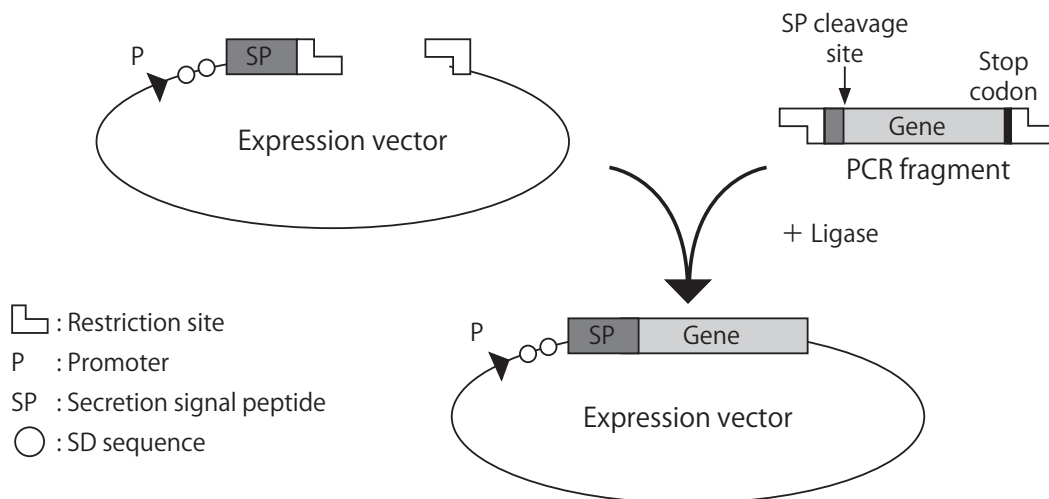 SP cleavage
site
P
SP
Stop
codon
Gene
Expression vector
PCR fragment
+ Ligase
: Restriction site
P : Promoter
SP : Secretion signal peptide
: SD sequence
P
SP
Gene
Expression vector